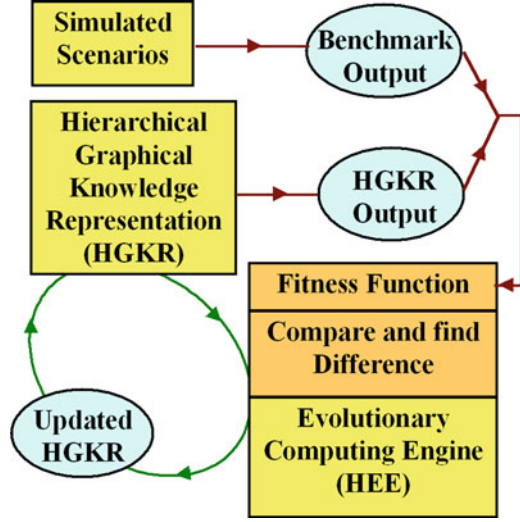 Simulated
Scenarios
Benchmark
Output
Hierarchical
Graphical
Knowledge
Representation
(HGKR)
HGKR
Output
Fitness Function
Compare and find
Difference
Evolutionary
Computing Engine
(HEE)
Updated
HGKR